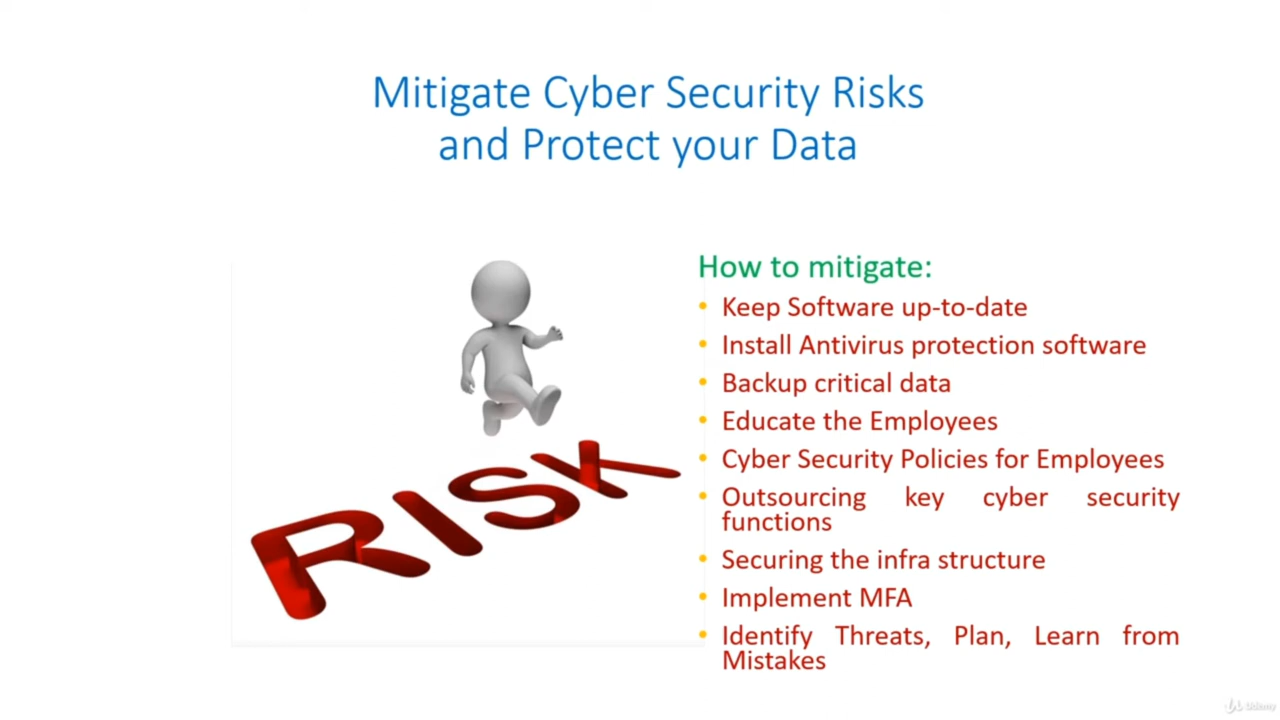 Mitigate Cyber Security Risks
and Protect your Data
RISK
How to mitigate:
• Keep Software up-to-date
• Install Antivirus protection software
• Backup critical data
• Educate the Employees
• Cyber Security Policies for Employees
• Outsourcing key cyber security
functions
• Securing the infra structure
• Implement MFA
• Identify Threats, Plan, Learn from
Mistakes
Udemy